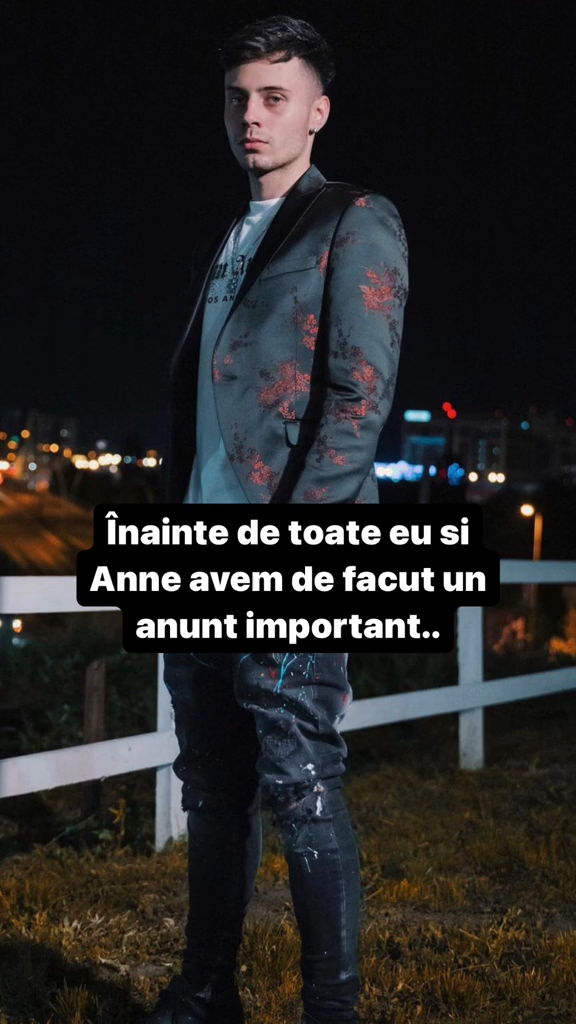 Înainte de toate eu si
Anne avem de facut un
anunt important..